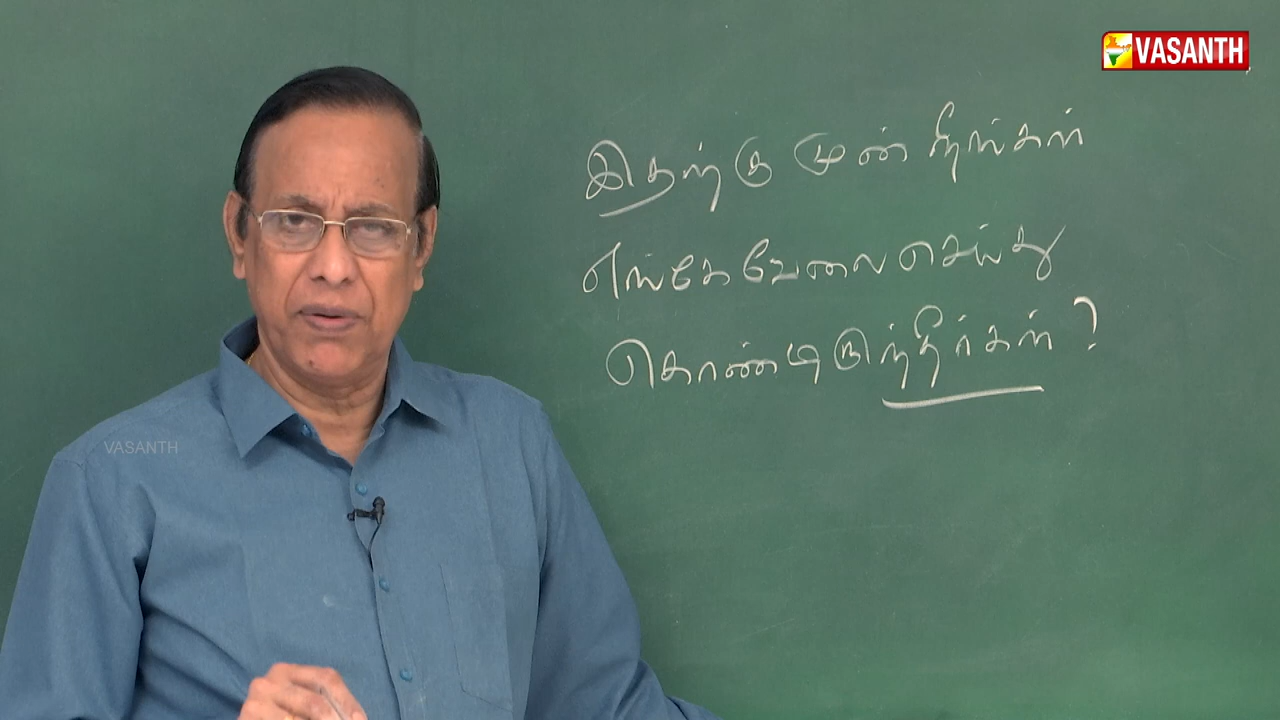 VASANTH
இதற்கு முன் நீங்கள்
எங்கே வேலை செய்து
கொண்டிருந்தீர்கள் ?
VASANTH